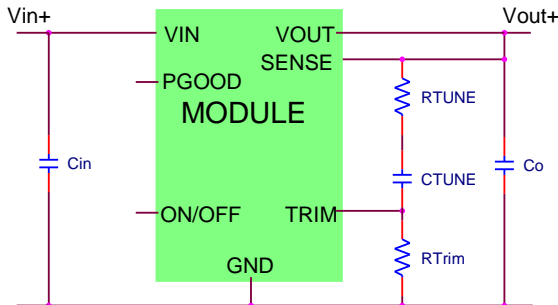 Vin+
Vout+
VIN
VOUT
SENSE
PGOOD
RTUNE
MODULE
Cin
CTUNE
Co
ON/OFF
TRIM
RTrim
GND